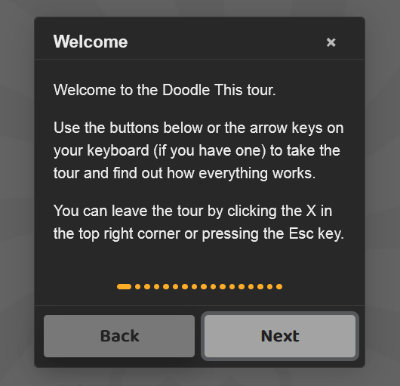 Welcome ×
Welcome to the Doodle This tour.
Use the buttons below or the arrow keys on
your keyboard (if you have one) to take the
tour and find out how everything works.
You can leave the tour by clicking the X in
the top right corner or pressing the Esc key.
Back Next